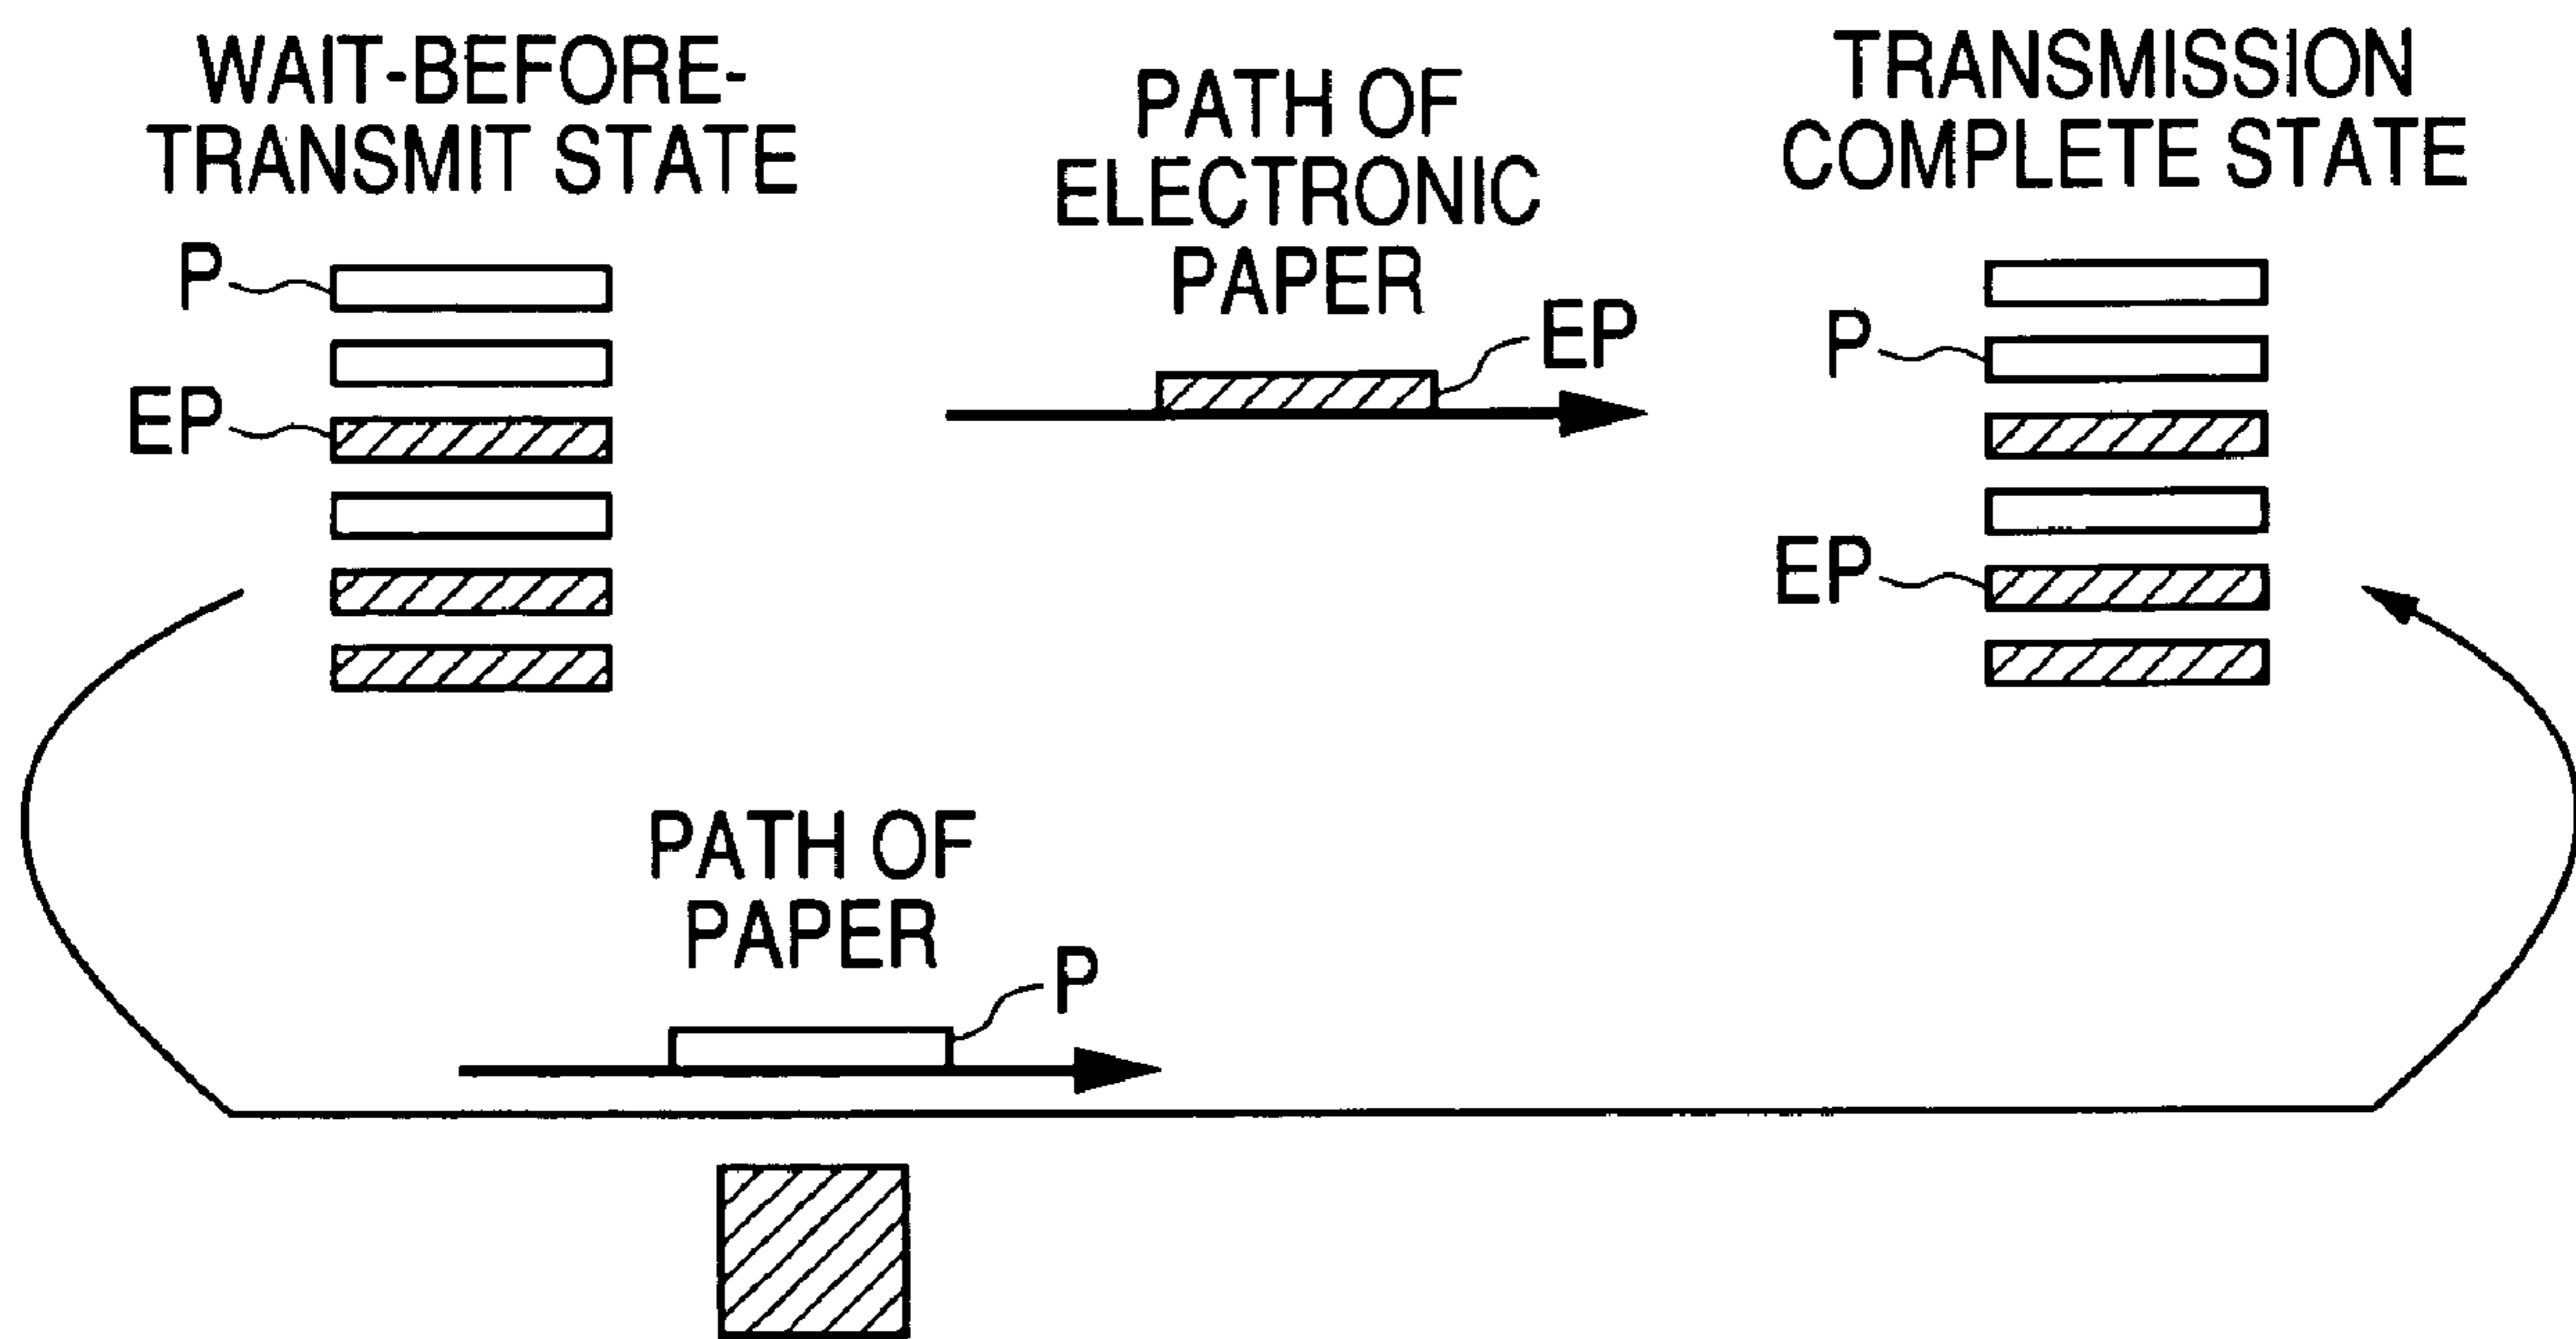 WAIT-BEFORE-
TRANSMIT STATE
PATH OF
ELECTRONIC
PAPER
TRANSMISSION
COMPLETE STATE
P
EP
EP
P
EP
PATH OF
PAPER
P